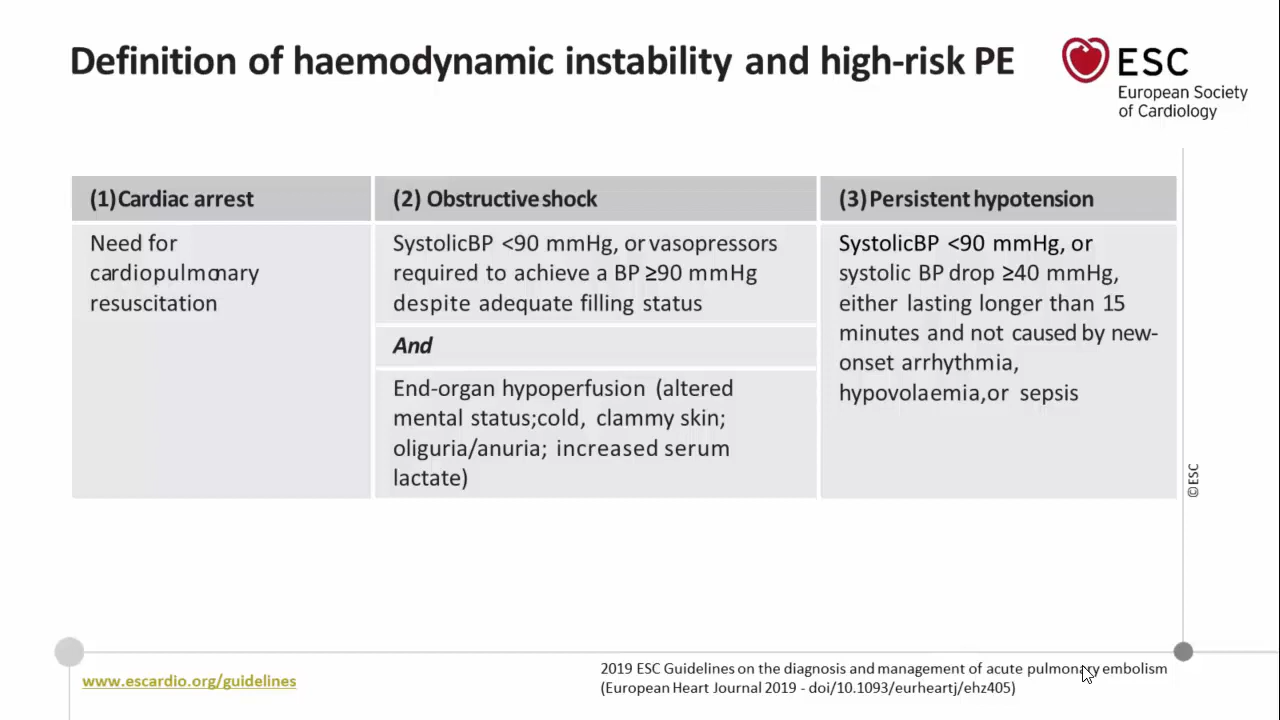 Definition of haemodynamic instability and high-risk PE
ESC
European Society
of Cardiology
(1)Cardiac arrest
Need for
cardiopulmonary
resuscitation
(2) Obstructive shock
Systolic BP <90 mmHg, or vasopressors
required to achieve a BP ≥90 mmHg
despite adequate filling status
And
End-organ hypoperfusion (altered
mental status;cold, clammy skin;
oliguria/anuria; increased serum
lactate)
(3)Persistent hypotension
Systolic BP <90 mmHg, or
systolic BP drop ≥40 mmHg,
either lasting longer than 15
minutes and not caused by new-
onset arrhythmia,
hypovolaemia,or sepsis
©ESC
www.escardio.org/guidelines
2019 ESC Guidelines on the diagnosis and management of acute pulmonary embolism
(European Heart Journal 2019 - doi/10.1093/eurheartj/ehz405)